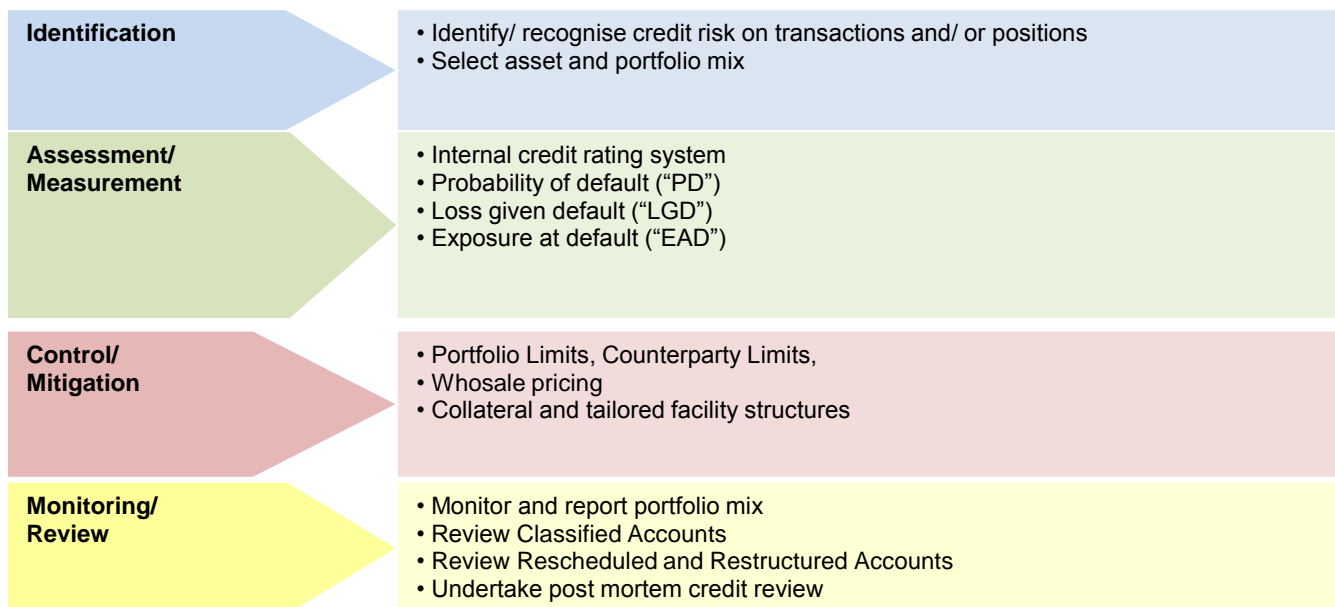 Identification
• Identify/ recognise credit risk on transactions and/ or positions
• Select asset and portfolio mix
Assessment/
Measurement
• Internal credit rating system
• Probability of default (“PD”)
• Loss given default (“LGD”)
• Exposure at default (“EAD”)
Control/
Mitigation
• Portfolio Limits, Counterparty Limits,
• Whosale pricing
• Collateral and tailored facility structures
Monitoring/
Review
• Monitor and report portfolio mix
• Review Classified Accounts
• Review Rescheduled and Restructured Accounts
• Undertake post mortem credit review